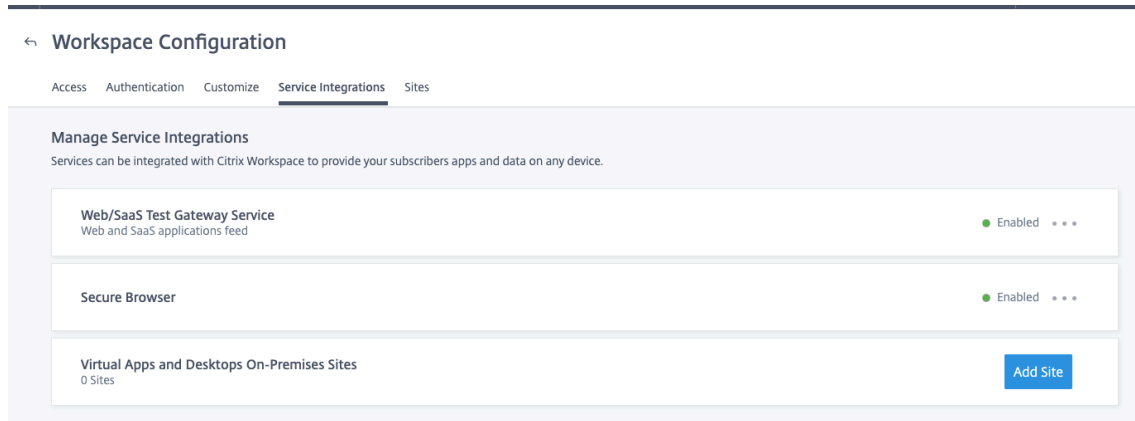 Workspace Configuration
Access Authentication Customize Service Integrations Sites
Manage Service Integrations
Services can be integrated with Citrix Workspace to provide your subscribers apps and data on any device.
Web/SaaS Test Gateway Service
Web and SaaS applications feed
Enabled
Secure Browser
Enabled
Virtual Apps and Desktops On-Premises Sites
0 Sites
Add Site